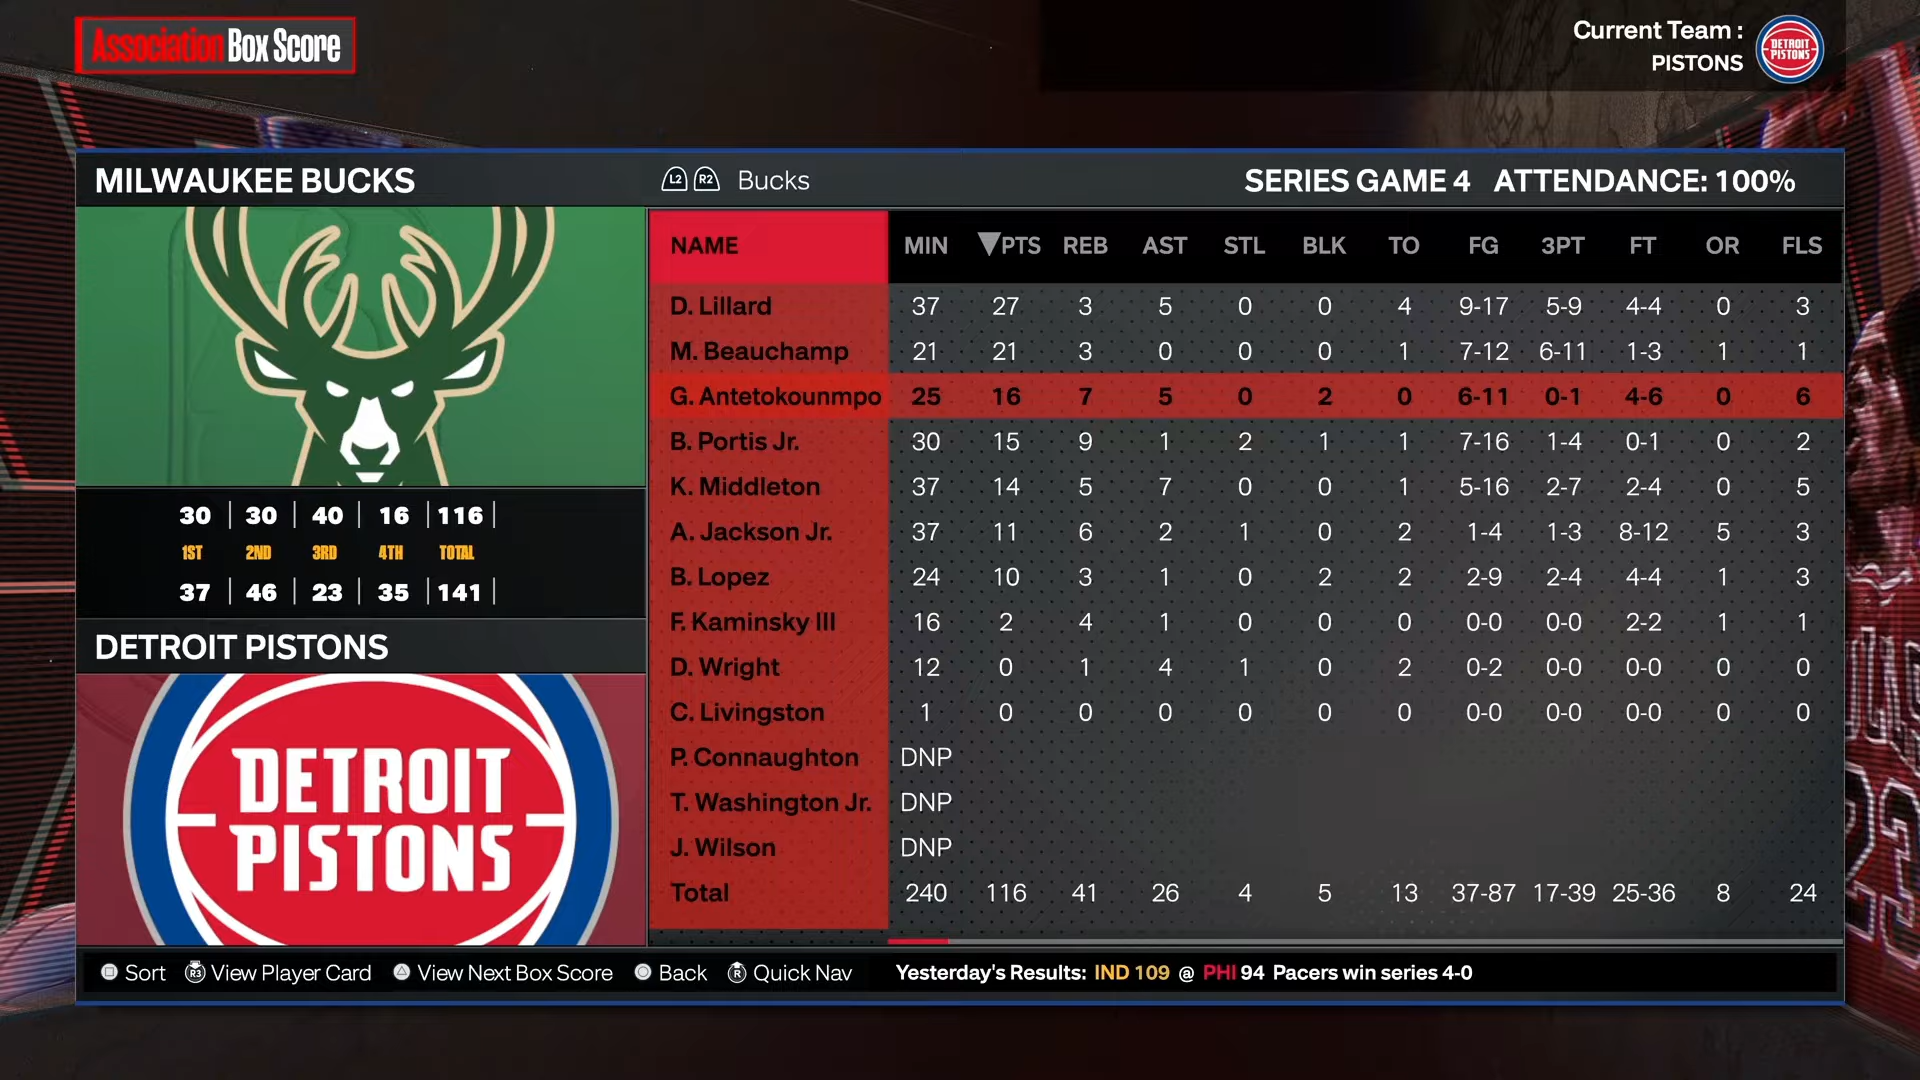 Association Box Score
Current Team :
PISTONS
DETROIT
PISTONS
MILWAUKEE BUCKS
L2 R2 Bucks
SERIES GAME 4 ATTENDANCE: 100%
NAME MIN PTS REB AST STL BLK TO FG 3PT FT OR FLS
D. Lillard 37 27 3 5 0 0 4 9-17 5-9 4-4 0 3
M. Beauchamp 21 21 3 0 0 0 1 7-12 6-11 1-3 1 1
G. Antetokounmpo 25 16 7 5 0 2 0 6-11 0-1 4-6 0 6
B. Portis Jr. 30 15 9 1 2 1 1 7-16 1-4 0-1 0 2
K. Middleton 37 14 5 7 0 0 1 5-16 2-7 2-4 0 5
A. Jackson Jr. 37 11 6 2 1 0 2 1-4 1-3 8-12 5 3
B. Lopez 24 10 3 1 0 2 2 2-9 2-4 4-4 1 3
F. Kaminsky III 16 2 4 1 0 0 0 0-0 0-0 2-2 1 1
D. Wright 12 0 1 4 1 0 2 0-2 0-0 0-0 0 0
C. Livingston 1 0 0 0 0 0 0 0-0 0-0 0-0 0 0
P. Connaughton DNP
T. Washington Jr. DNP
J. Wilson DNP
Total 240 116 41 26 4 5 13 37-87 17-39 25-36 8 24
30 | 30 | 40 | 16 | 116 |
1ST 2ND 3RD 4TH TOTAL
37 | 46 | 23 | 35 | 141 |
DETROIT PISTONS
DETROIT
PISTONS
Sort R3 View Player Card View Next Box Score Back R Quick Nav
Yesterday's Results: IND 109 @ PHI 94 Pacers win series 4-0
23